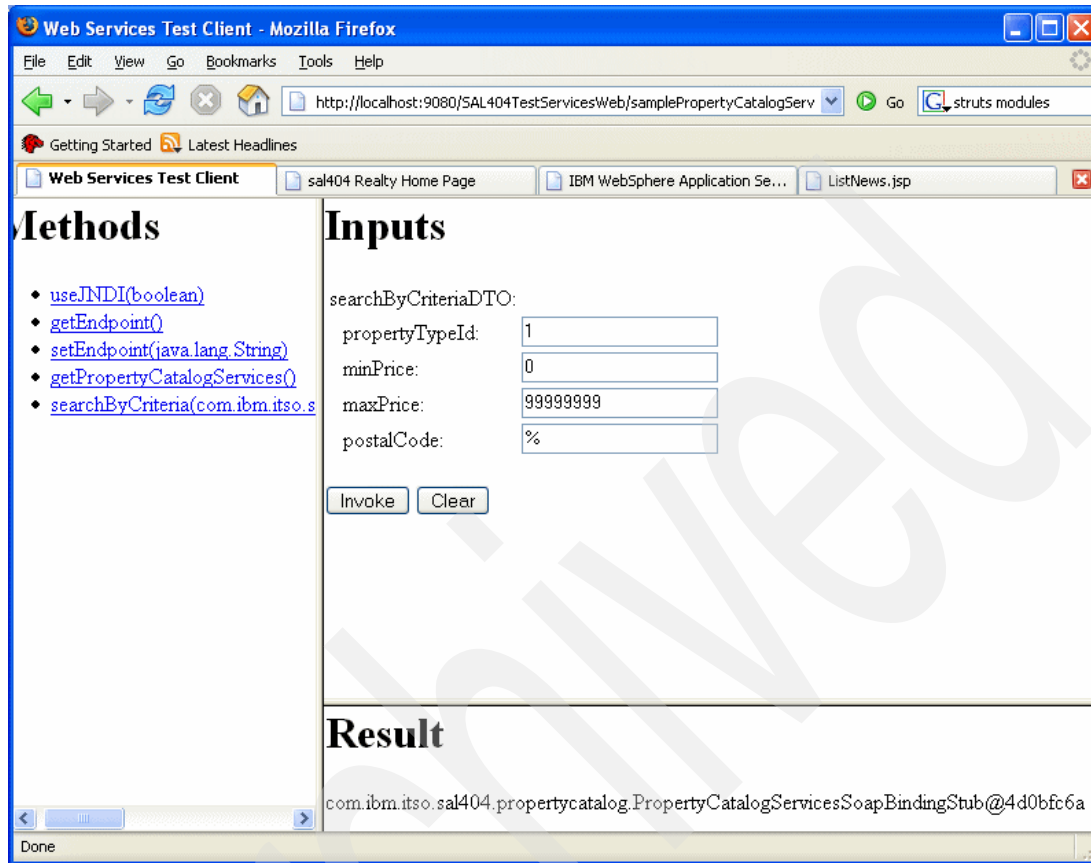 Web Services Test Client - Mozilla Firefox
File Edit View Go Bookmarks Tools Help
http://localhost:9080/SAL404TestServicesWeb/samplePropertyCatalogServ Go G struts modules
Getting Started Latest Headlines
Web Services Test Client sal404 Realty Home Page IBM WebSphere Application Se... ListNews.jsp
Methods
useJNDI(boolean)
getEndpoint()
setEndpoint(java.lang.String)
getPropertyCatalogServices()
searchByCriteria(com.ibm.itso.s
Inputs
searchByCriteriaDTO:
propertyTypeId: 1
minPrice: 0
maxPrice: 99999999
postalCode: %
Invoke Clear
Result
com.ibm.itso.sal404.propertycatalog.PropertyCatalogServicesSoapBindingStub@4d0bfc6a
Done